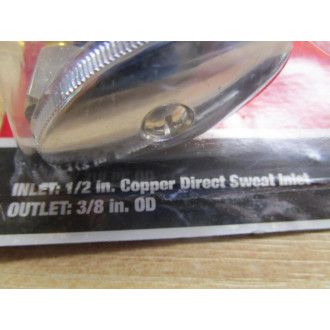 INLET: 1/2 in. Copper Direct Sweat Inlet
OUTLET: 3/8 in. OD